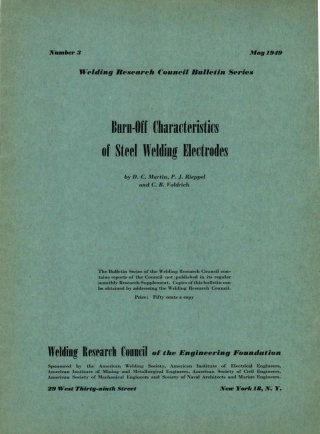 Number 3 May 1949
Welding Research Council Bulletin Series
Burn-Off Characteristics
of Steel Welding Electrodes
by D. C. Martin, P. J. Rieppel
and C. B. Voldrich
The Bulletin Series of the Welding Research Council con-
tains reports of the Council not published in its regular
monthly Research Supplement. Copies of this bulletin can
be obtained by addressing the Welding Research Council.
Price: Fifty cents a copy
Welding Research Council of the Engineering Foundation
Sponsored by the American Welding Society, American Institute of Electrical Engineers,
American Institute of Mining and Metallurgical Engineers, American Society of Civil Engineers,
American Society of Mechanical Engineers and Society of Naval Architects and Marine Engineers.
29 West Thirty-ninth Street New York 18, N. Y.